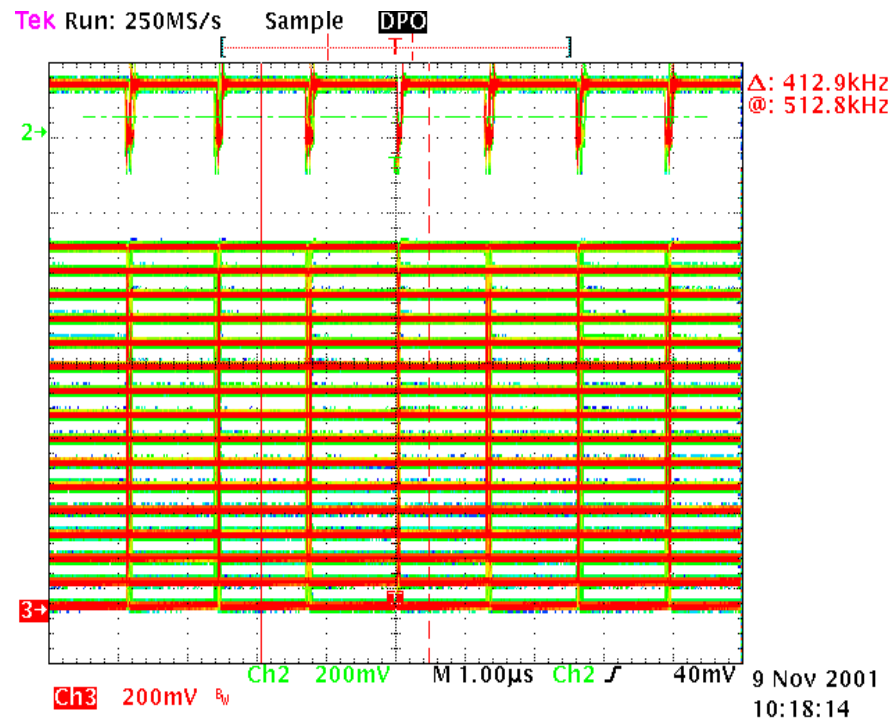 Tek Run: 250MS/s Sample DPO
T
Δ: 412.9kHz
@: 512.8kHz
2→
3→
Ch2 200mV M 1.00µs Ch2 ƒ 40mV
Ch3 200mV BW
9 Nov 2001
10:18:14